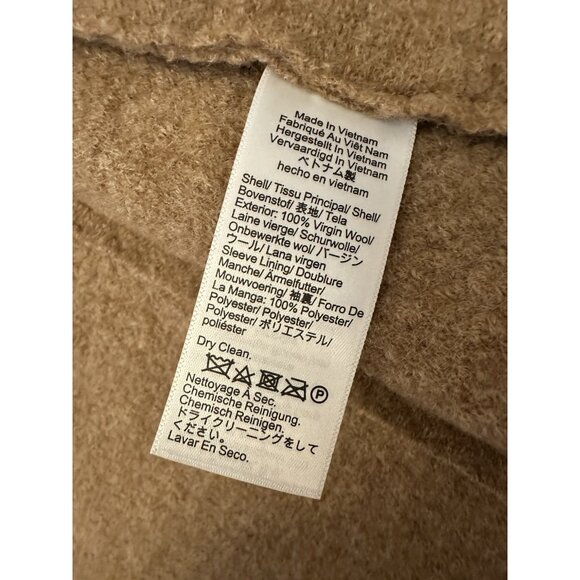 Made In Vietnam
Fabriqué Au Viêt Nam
Hergestellt In Vietnam
Vervaardigd In Vietnam
ベトナム製
hecho en vietnam
Shell/ Tissu Principal/ Shell/
Bovenstof/ 表地/ Tela
Exterior: 100% Virgin Wool/
Laine vierge/ Schurwolle/
Onbewerkte wol/ バージン
ウール/ Lana virgen
Sleeve Lining/ Doublure
Manche/ Ärmelfutter/
Mouwvoering/ 袖裏/ Forro De
La Manga: 100% Polyester/
Polyester/ Polyester/
Polyester/ ポリエステル/
poliéster
Dry Clean.
P
Nettoyage À Sec.
Chemische Reinigung.
Chemisch Reinigen.
ドライクリーニングをして
ください。
Lavar En Seco.